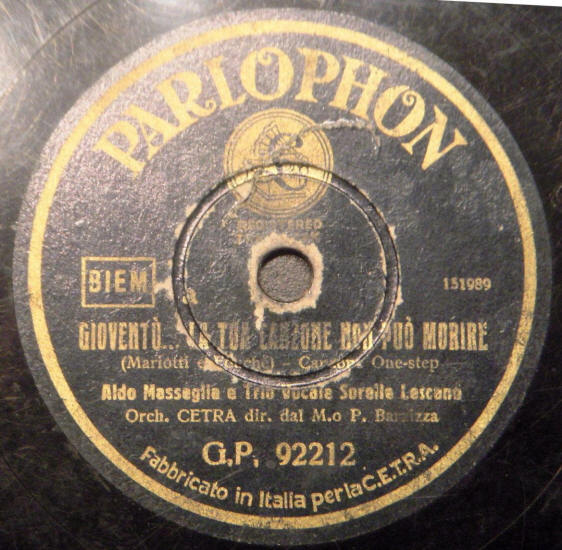 PARLOPHON
REGISTERED
BIEM
151989
GIOVENTÙ... LA TUA CANZONE NON PUÒ MORIRE
(Mariotti e - Canzone One-step
Aldo Masseglia e Trio Vocale Sorelle Lescano
Orch. CETRA dir. dal M.o P. Barzizza
G.P. 92212
Fabbricato in Italia per la C.E.T.R.A.